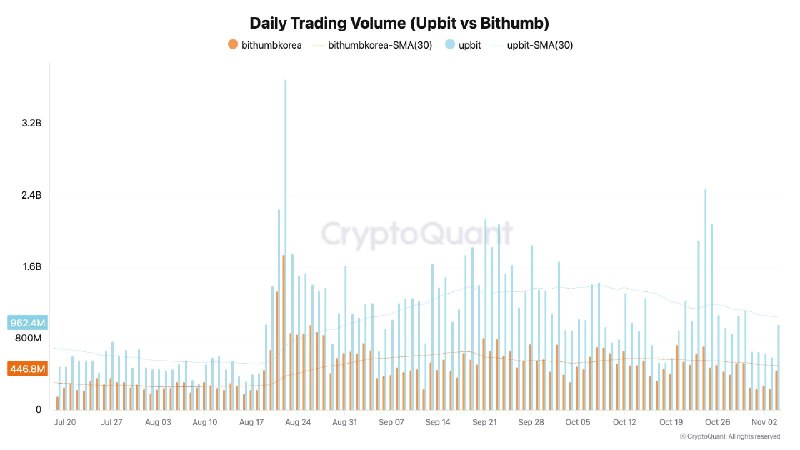 Daily Trading Volume (Upbit vs Bithumb)
bithumbkorea bithumbkorea-SMA(30) upbit upbit-SMA(30)
3.2B
2.4B
CryptoQuant
1.6B
962.4M
800M
446.8M
0
Jul 20 Jul 27 Aug 03 Aug 10 Aug 17 Aug 24 Aug 31 Sep 07 Sep 14 Sep 21 Sep 28 Oct 05 Oct 12 Oct 19 Oct 26 Nov 02
© CryptoQuant. All rights reserved